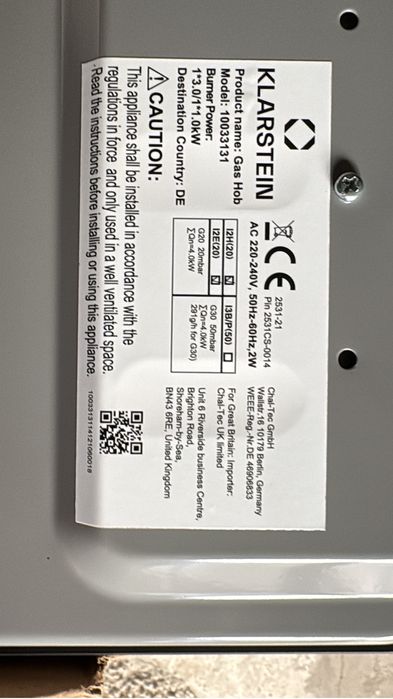 KLARSTEIN
Product name: Gas Hob
Model: 10033131
Burner Power:
1*3.0/1*1.0kW
Destination Country: DE
CE
2531-21
Pin 2531CS-0014
AC 220-240V, 50Hz-60Hz,2W
I2H(20) ☑ I3B/P(50) ☐
I2E(20) ☑ G30 50mbar
G20 20mbar ∑Qn=4.0kW
∑Qn=4.0kW 291g/h for G30)
Chal-Tec GmbH
Wallstr.16 10179 Berlin, Germany
WEEE-Reg.-Nr.DE 46906833
For Great Britain: Importer:
Chal-Tec UK limited
Unit 6 Riverside business Centre,
Brighton Road,
Shoreham-by-Sea,
BN43 6RE, United Kingdom
CAUTION:
This appliance shall be installed in accordance with the
regulations in force and only used in a well ventilated space.
- Read the instructions before installing or using this appliance.